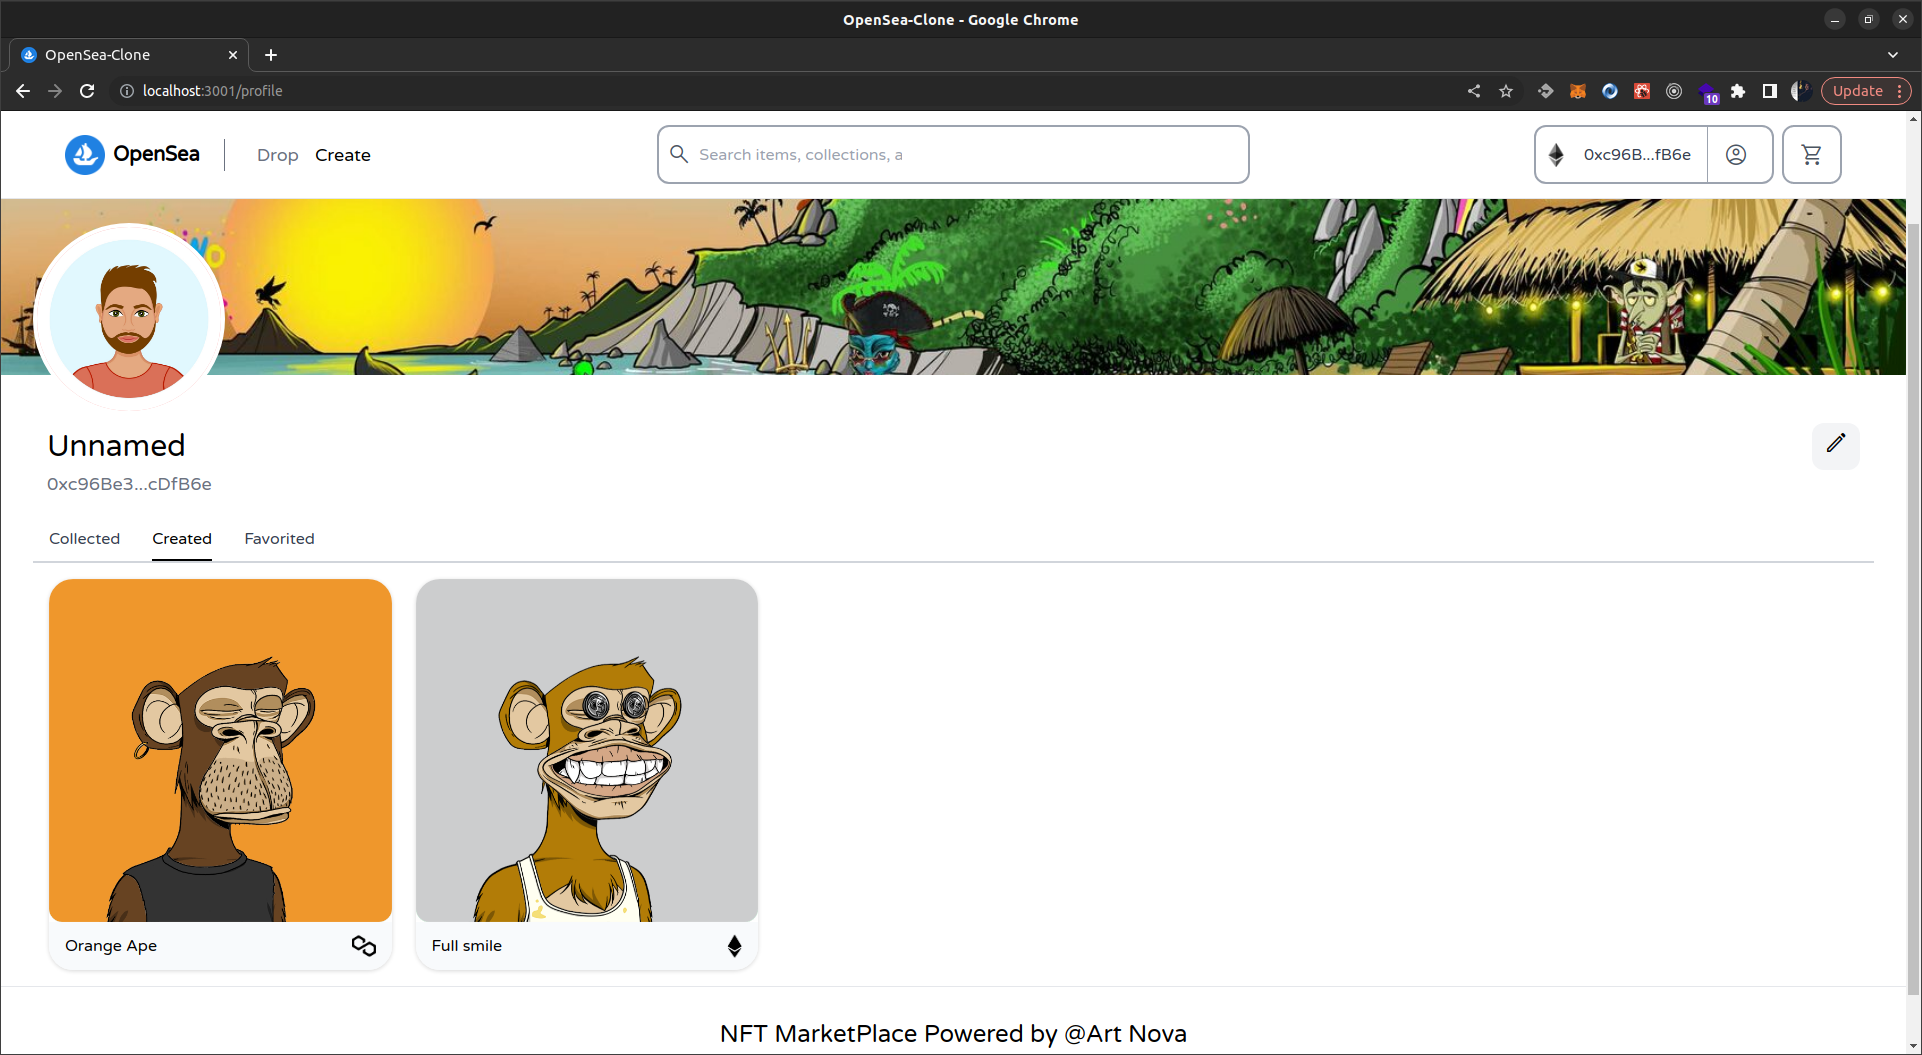 OpenSea-Clone - Google Chrome
OpenSea-Clone
localhost:3001/profile
10
Update
OpenSea
Drop
Create
Search items, collections, a
0xc96B...fB6e
Unnamed
0xc96Be3...cDfB6e
Collected
Created
Favorited
Orange Ape
Full smile
NFT MarketPlace Powered by @Art Nova